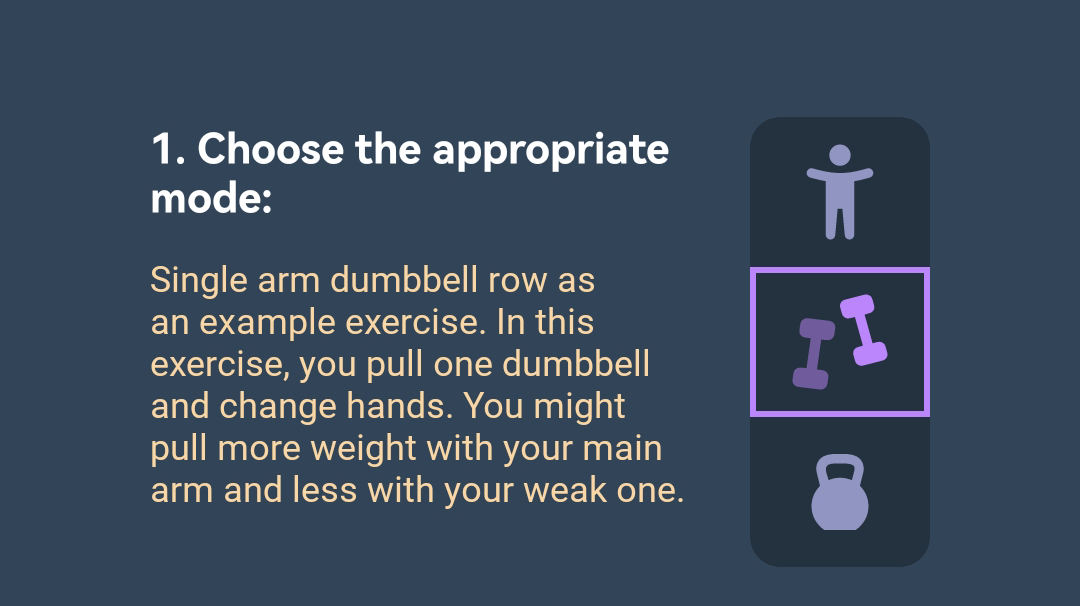 1. Choose the appropriate
mode:
Single arm dumbbell row as
an example exercise. In this
exercise, you pull one dumbbell
and change hands. You might
pull more weight with your main
arm and less with your weak one.